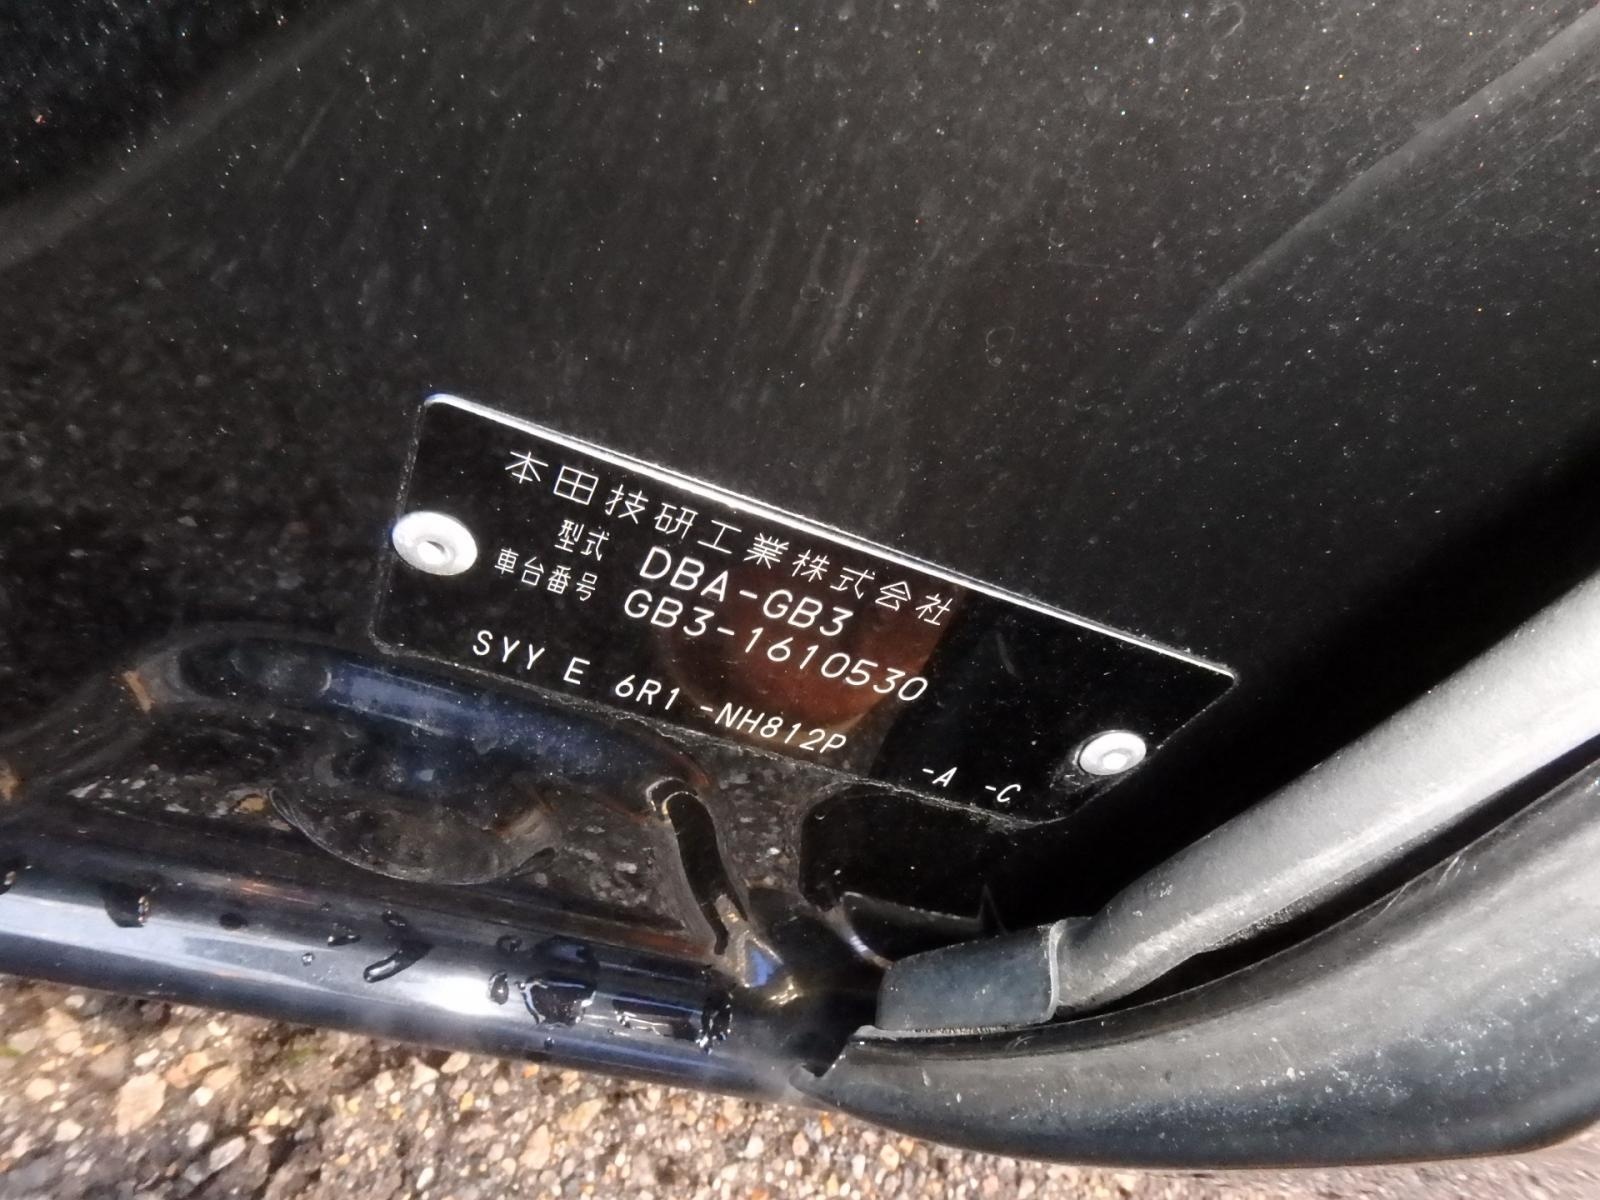 本田技研工業株式会社
型式 DBA-GB3
車台番号 GB3-1610530
SYY E 6R1 -NH812P -A -C